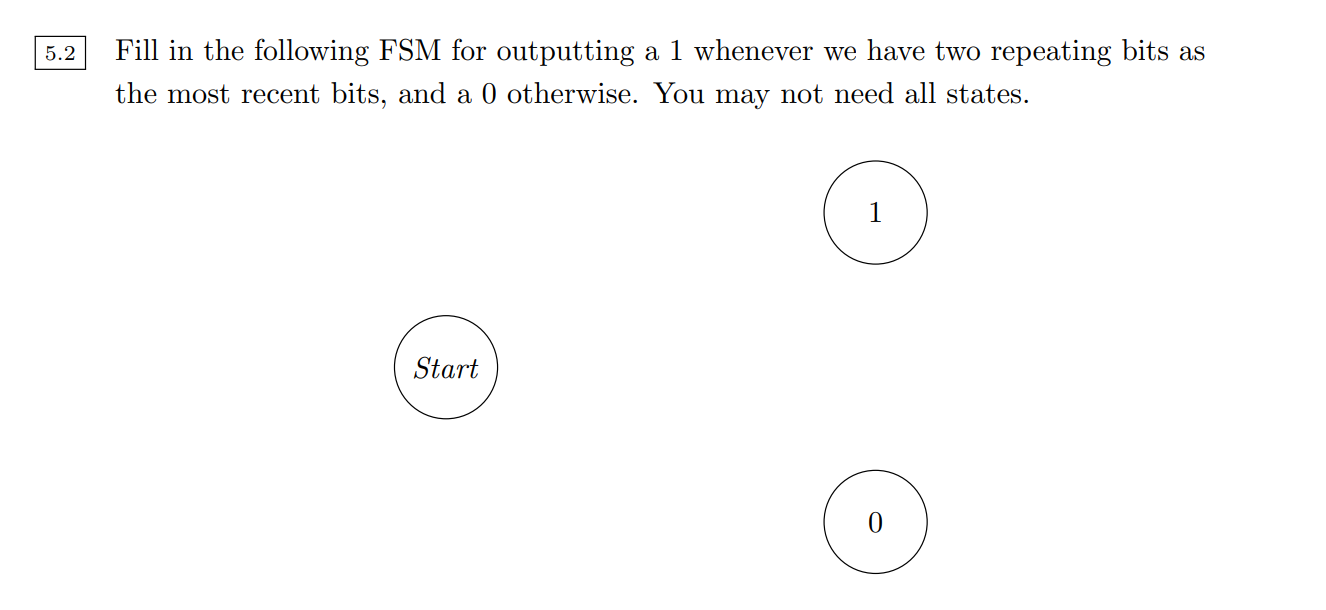 5.2 Fill in the following FSM for outputting a 1 whenever we have two repeating bits as
the most recent bits, and a 0 otherwise. You may not need all states.
1
Start
0